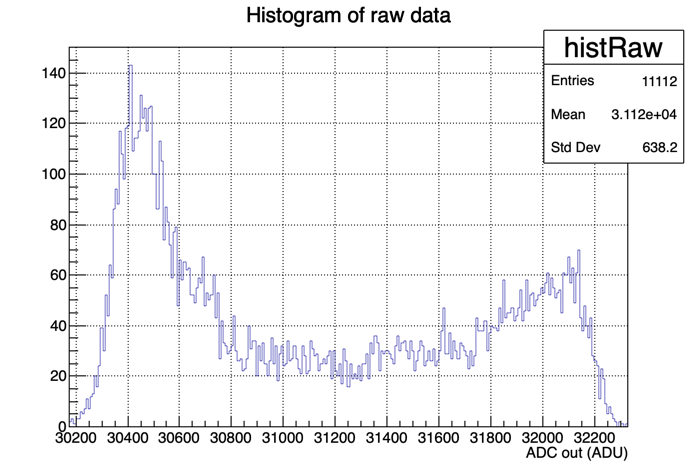 Histogram of raw data
histRaw
Entries 11112
Mean 3.112e+04
Std Dev 638.2
140
120
100
80
60
40
20
0
30200 30400 30600 30800 31000 31200 31400 31600 31800 32000 32200
ADC out (ADU)